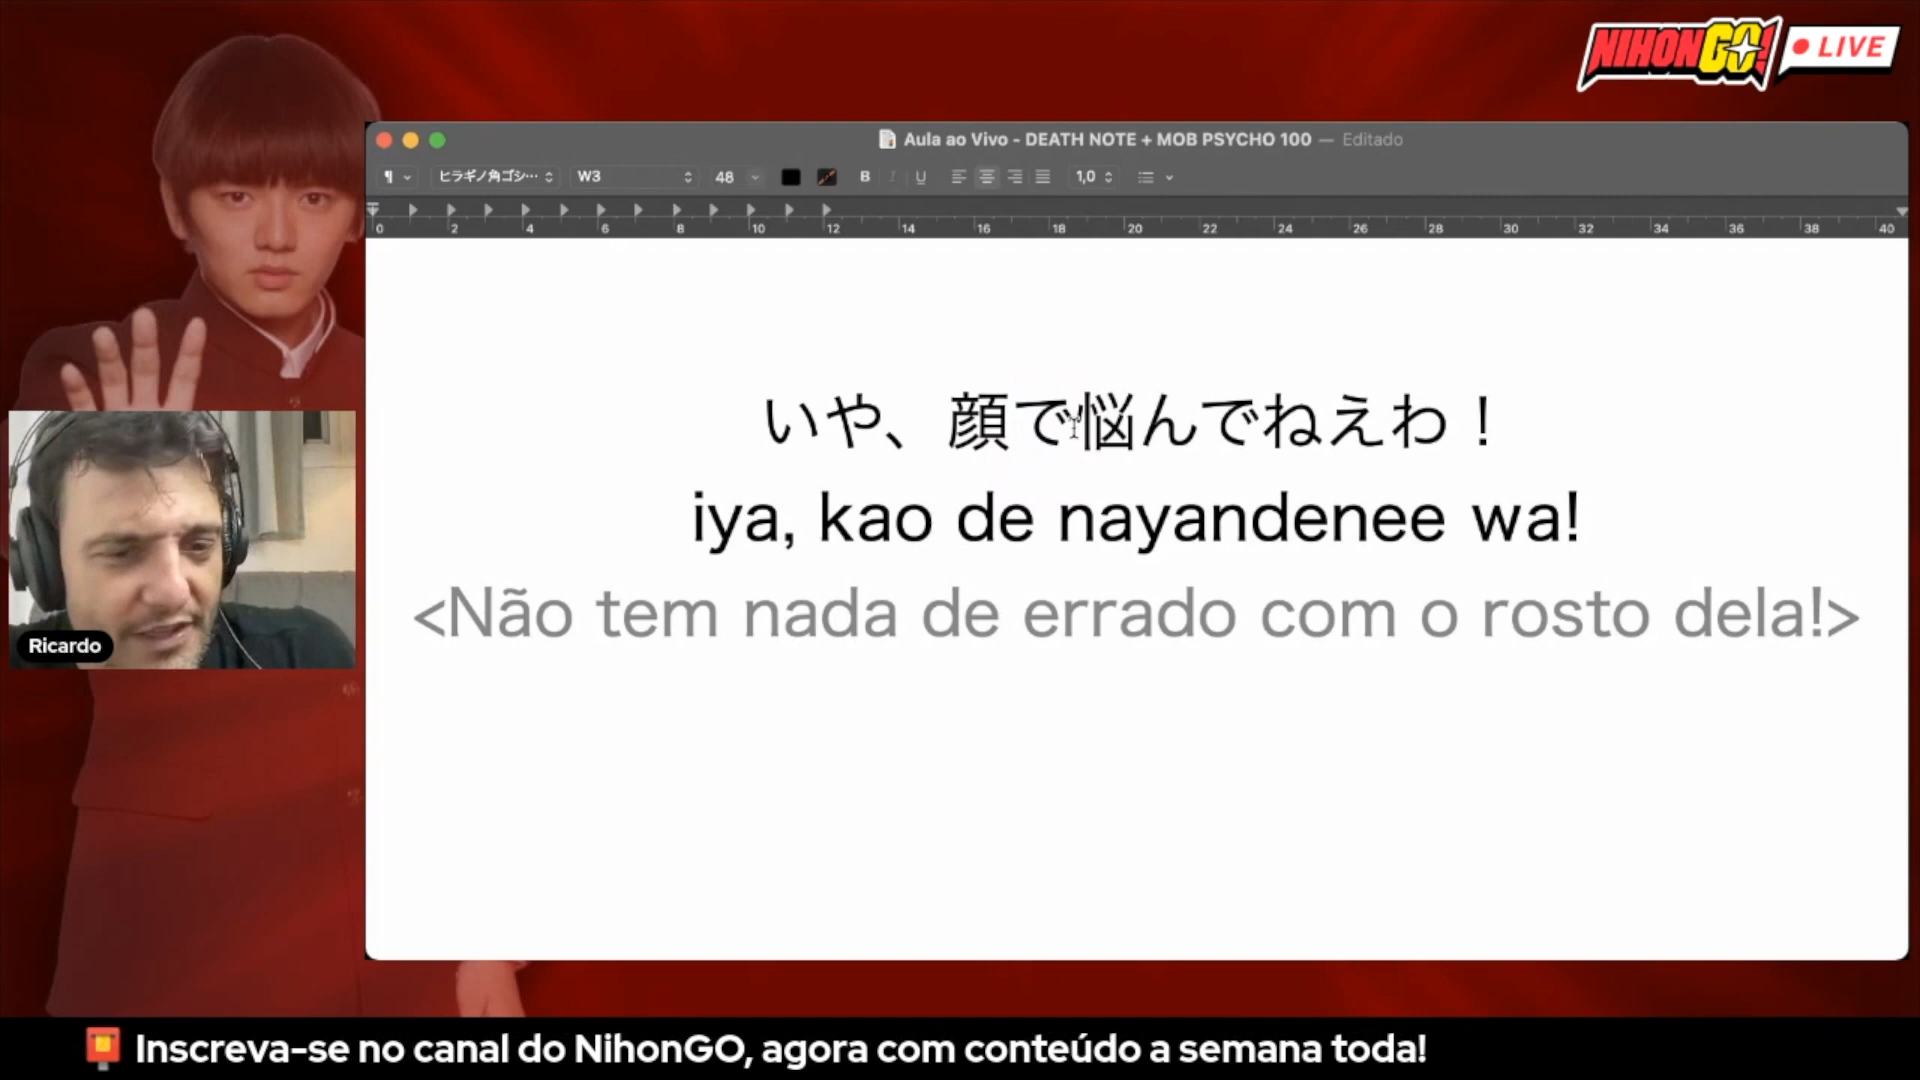 NIHONGO! LIVE
Aula ao Vivo - DEATH NOTE + MOB PSYCHO 100 — Editado
¶ ヒラギノ角ゴシ… W3 48 B I U 1,0
0 2 4 6 8 10 12 14 16 18 20 22 24 26 28 30 32 34 36 38 40
いや、顔で悩んでねえわ！
iya, kao de nayandenee wa!
<Não tem nada de errado com o rosto dela!>
Ricardo
Inscreva-se no canal do NihonGO, agora com conteúdo a semana toda!